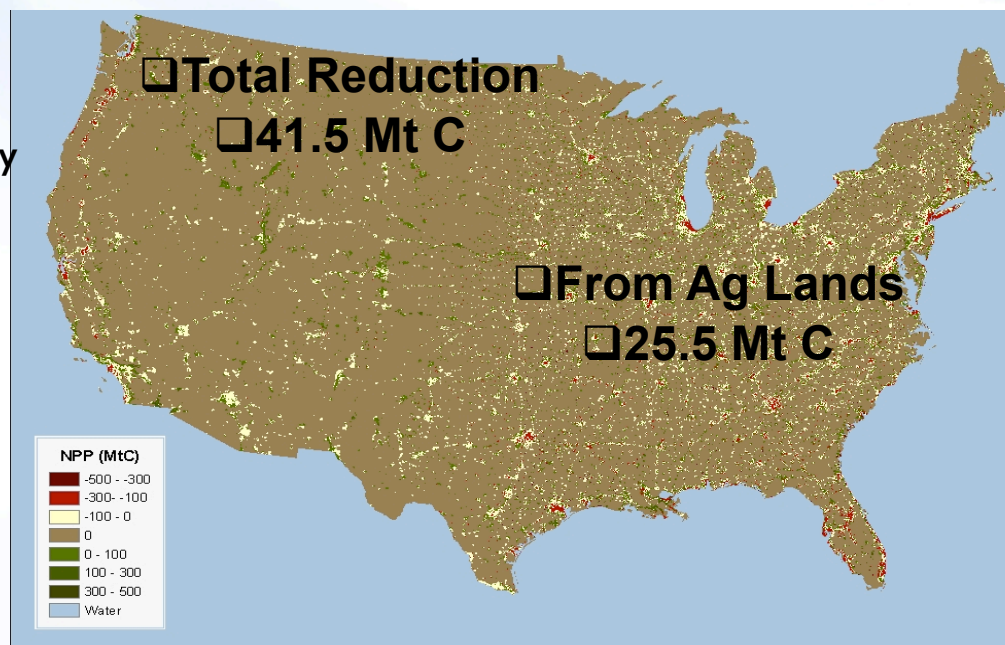 ❑Total Reduction
❑41.5 Mt C
y
❑From Ag Lands
❑25.5 Mt C
NPP (MtC)
-500 - -300
-300- -100
-100 - 0
0
0 - 100
100 - 300
300 - 500
Water